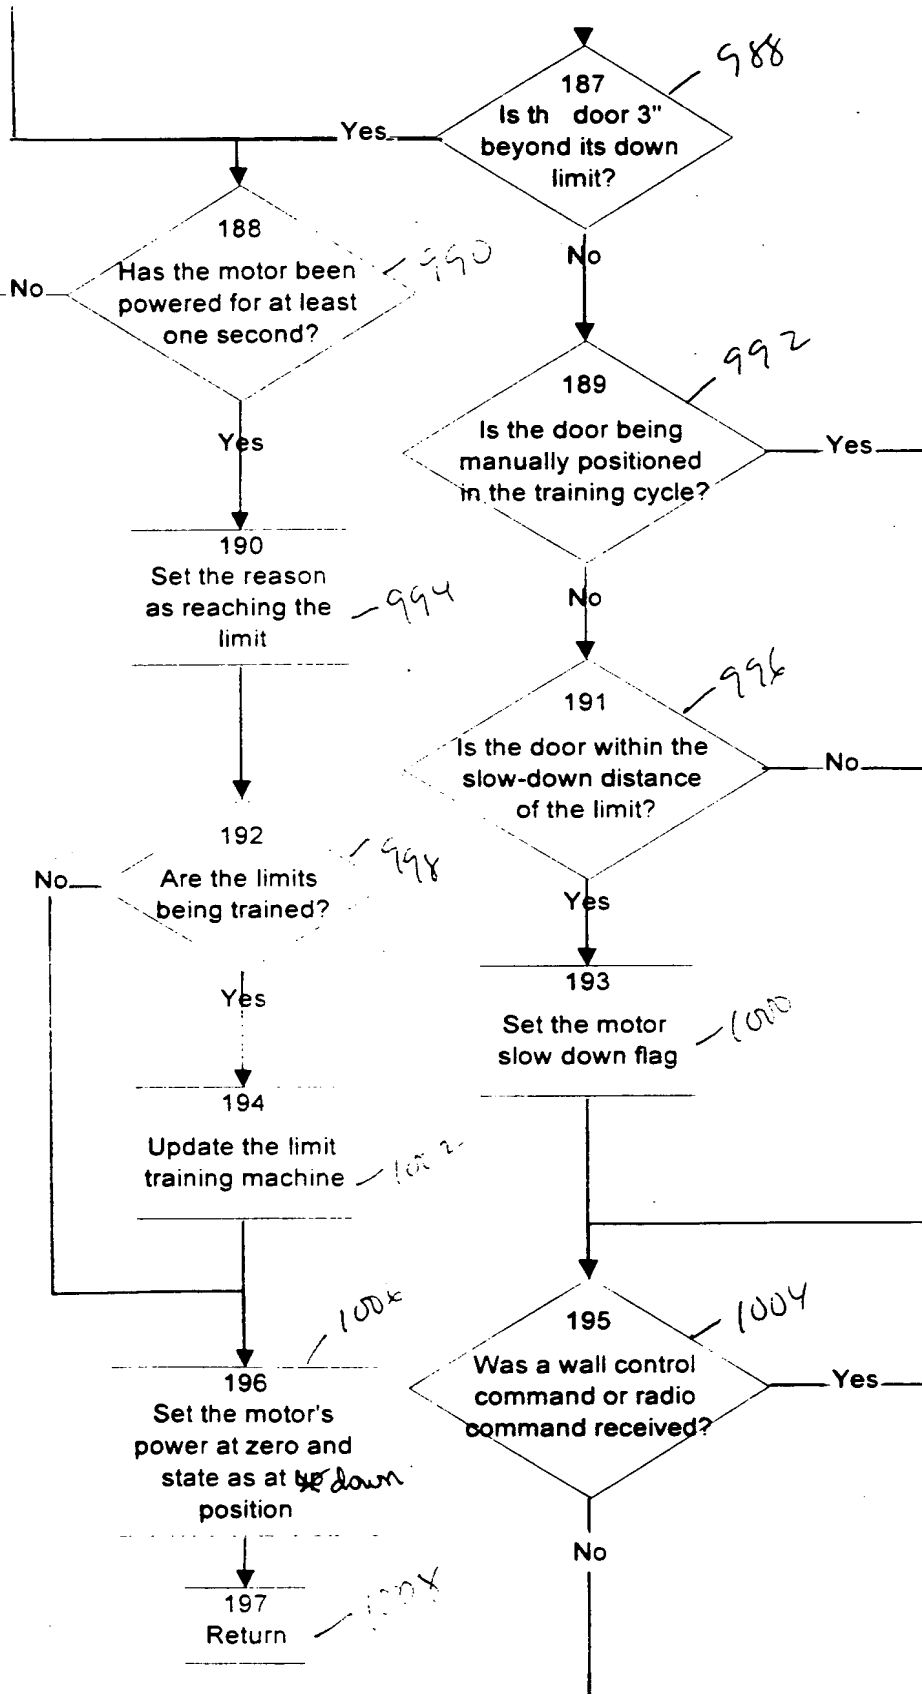 988
187
Is th door 3"
beyond its down
limit?
Yes
188
Has the motor been
powered for at least
one second?
990
No
No
992
189
Is the door being
manually positioned
in the training cycle?
Yes
Yes
190
Set the reason
as reaching the
limit
994
No
996
191
Is the door within the
slow-down distance
of the limit?
No
192
Are the limits
being trained?
998
No
Yes
Yes
193
Set the motor
slow down flag
1000
194
Update the limit
training machine
1002
1006
1004
195
Was a wall control
command or radio
command received?
Yes
196
Set the motor's
power at zero and
state as at down
position
No
197
Return
1008